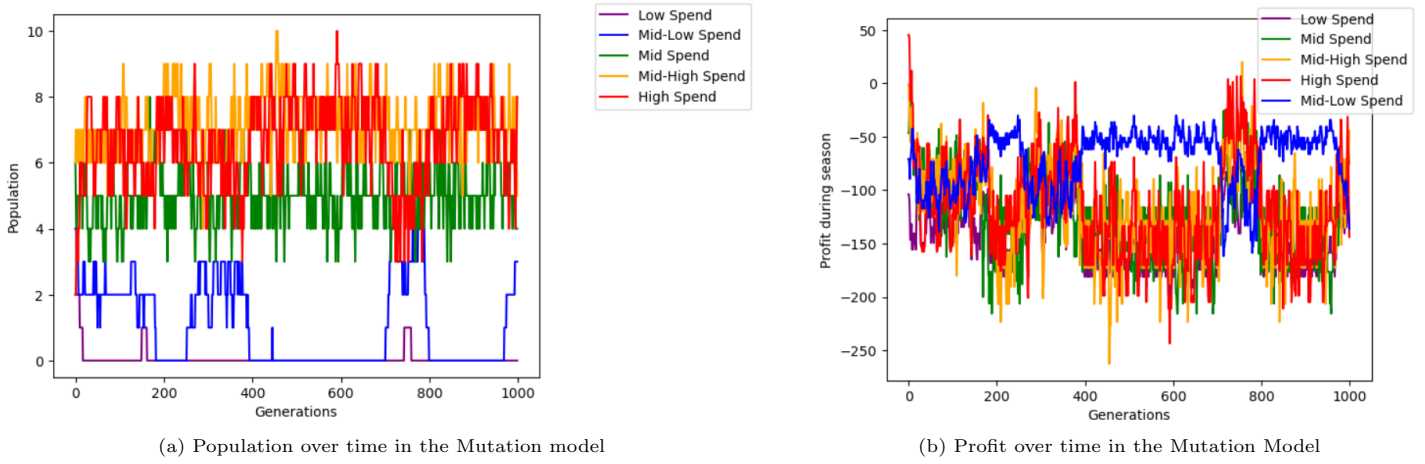 Low Spend
Mid-Low Spend
Mid Spend
Mid-High Spend
High Spend
10
8
6
4
2
0
Population
0 200 400 600 800 1000
Generations
(a) Population over time in the Mutation model
Low Spend
Mid Spend
Mid-High Spend
High Spend
Mid-Low Spend
50
0
−50
−100
−150
−200
−250
Profit during season
0 200 400 600 800 1000
Generations
(b) Profit over time in the Mutation Model